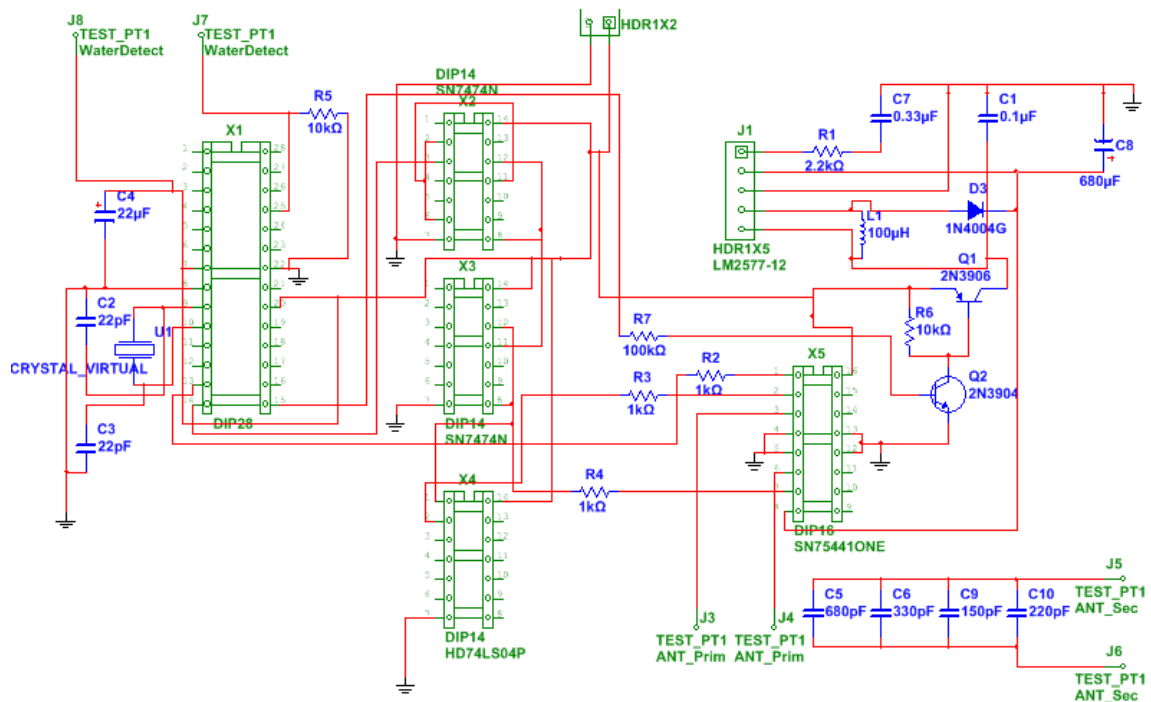 J8
TEST_PT1
WaterDetect
J7
TEST_PT1
WaterDetect
HDR1X2
DIP14
SN7474N
X2
R5
10kΩ
X1
C4
22µF
C2
22pF
U1
CRYSTAL_VIRTUAL
C3
22pF
DIP28
X3
DIP14
SN7474N
X4
DIP14
HD74LS04P
J1
HDR1X5
LM2577-12
R1
2.2kΩ
C7
0.33µF
C1
0.1µF
C8
680µF
L1
100µH
D3
1N4004G
Q1
2N3906
R6
10kΩ
Q2
2N3904
R7
100kΩ
R2
1kΩ
R3
1kΩ
R4
1kΩ
X5
DIP16
SN75441ONE
J3
TEST_PT1
ANT_Prim
J4
TEST_PT1
ANT_Prim
C5
680pF
C6
330pF
C9
150pF
C10
220pF
J5
TEST_PT1
ANT_Sec
J6
TEST_PT1
ANT_Sec